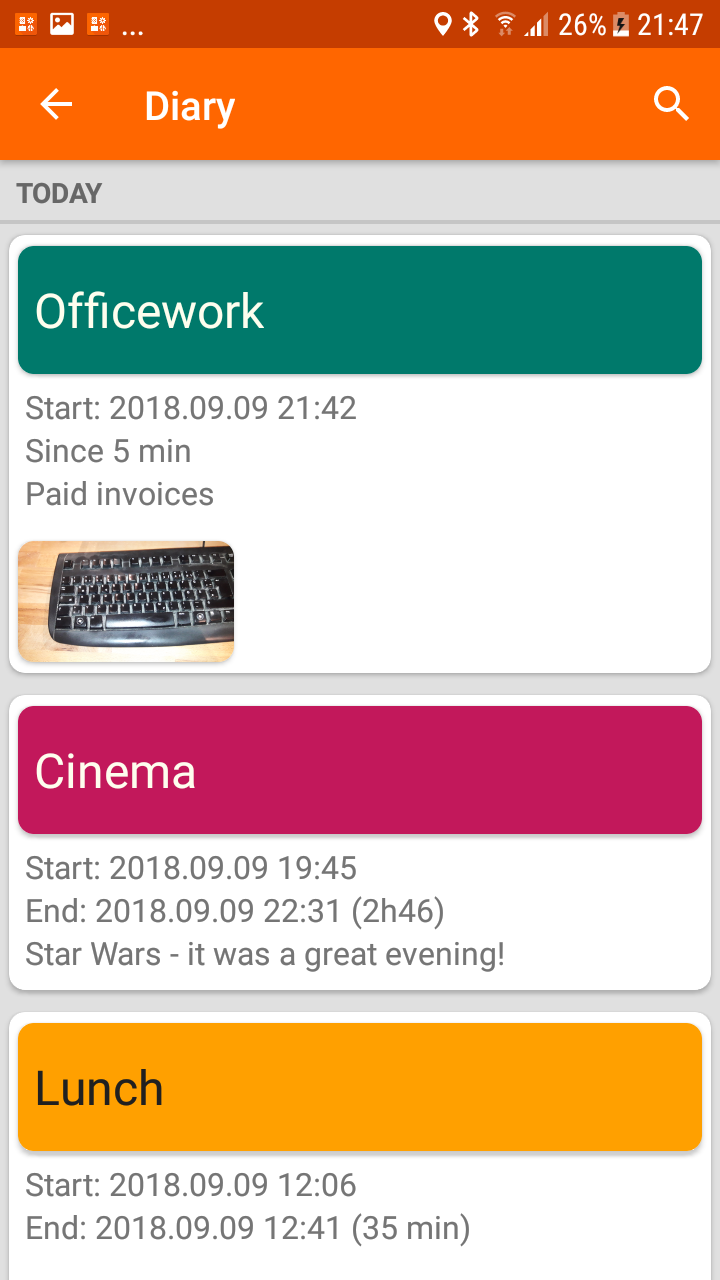 ... 26% 21:47
Diary
TODAY
Officework
Start: 2018.09.09 21:42
Since 5 min
Paid invoices
Cinema
Start: 2018.09.09 19:45
End: 2018.09.09 22:31 (2h46)
Star Wars - it was a great evening!
Lunch
Start: 2018.09.09 12:06
End: 2018.09.09 12:41 (35 min)